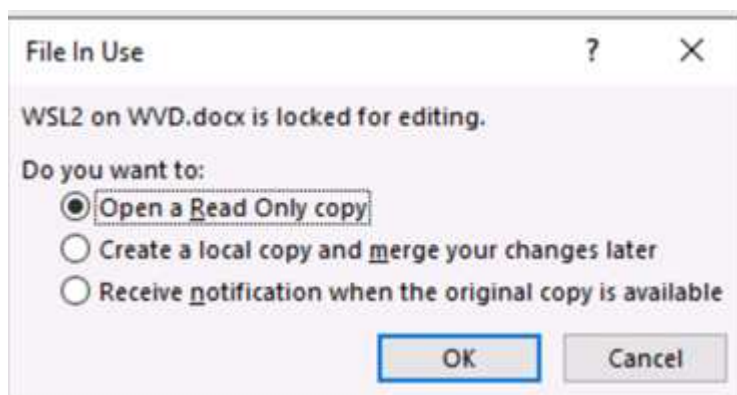 File In Use ? ×
WSL2 on WVD.docx is locked for editing.
Do you want to:
Open a Read Only copy
Create a local copy and merge your changes later
Receive notification when the original copy is available
OK Cancel